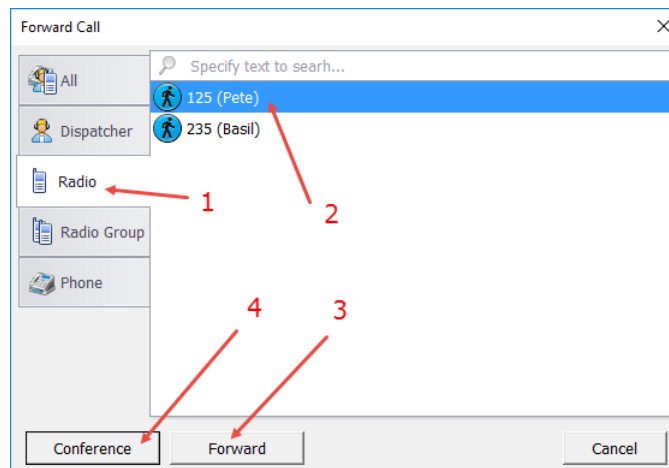 Forward Call
All
Dispatcher
Radio
Radio Group
Phone
Specify text to searh...
125 (Pete)
235 (Basil)
1
2
4
3
Conference
Forward
Cancel